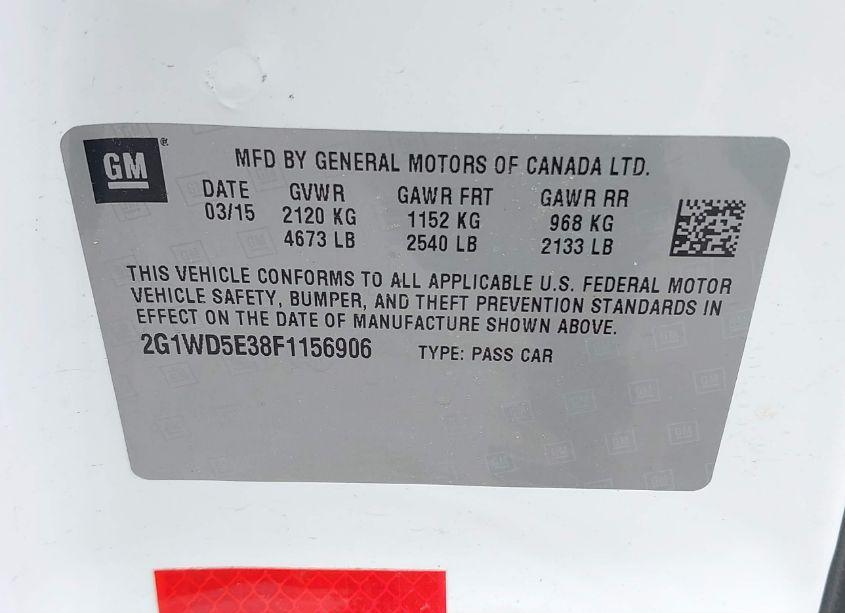 GM®
MFD BY GENERAL MOTORS OF CANADA LTD.
DATE GVWR GAWR FRT GAWR RR
03/15 2120 KG 1152 KG 968 KG
4673 LB 2540 LB 2133 LB
THIS VEHICLE CONFORMS TO ALL APPLICABLE U.S. FEDERAL MOTOR
VEHICLE SAFETY, BUMPER, AND THEFT PREVENTION STANDARDS IN
EFFECT ON THE DATE OF MANUFACTURE SHOWN ABOVE.
2G1WD5E38F1156906 TYPE: PASS CAR